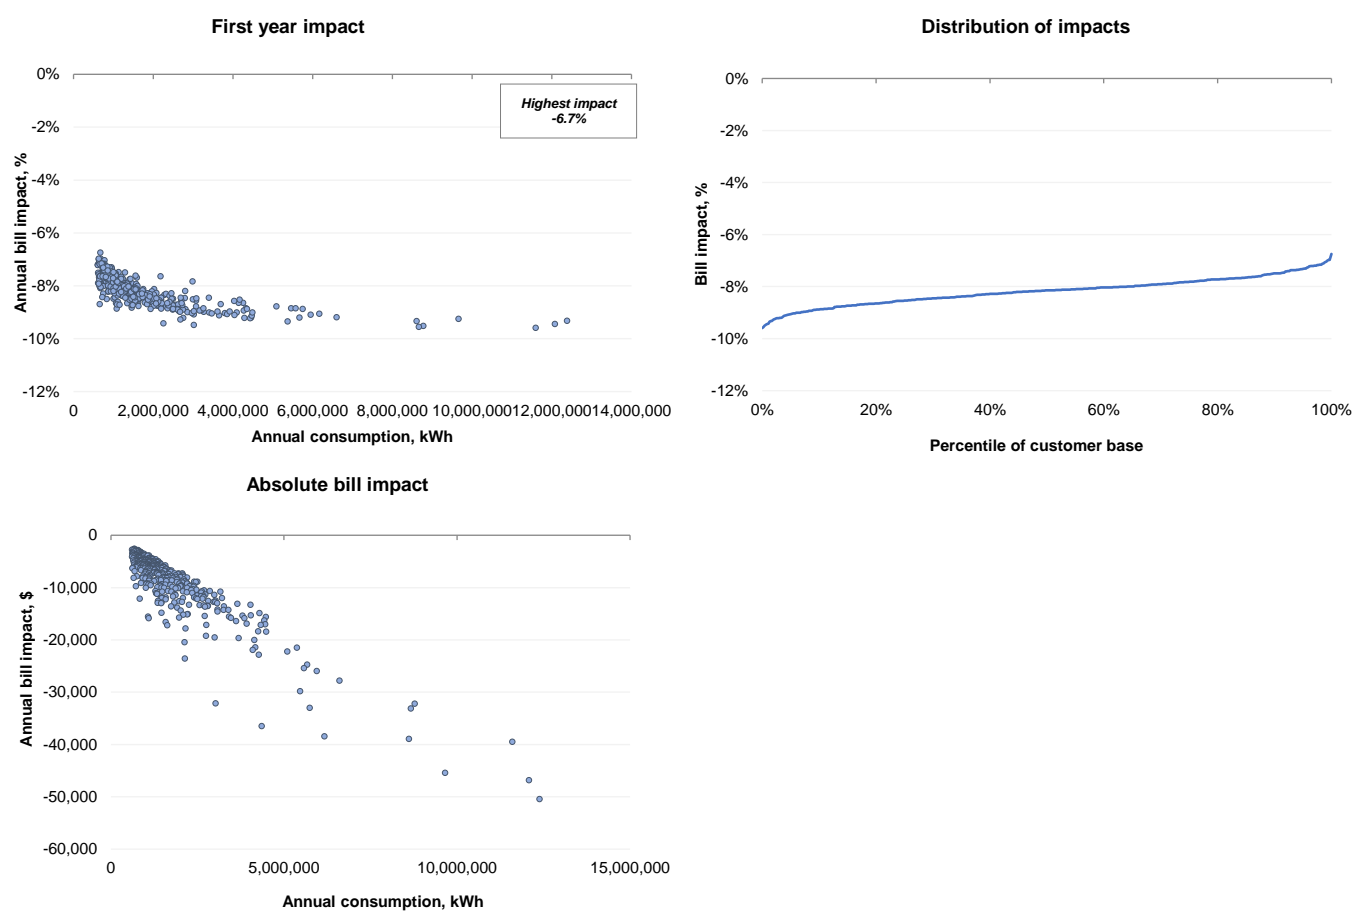 First year impact
0%
-2%
-4%
-6%
-8%
-10%
-12%
Annual bill impact, %
Highest impact
-6.7%
0 2,000,000 4,000,000 6,000,000 8,000,000 10,000,000 12,000,000 14,000,000
Annual consumption, kWh
Distribution of impacts
0%
-2%
-4%
-6%
-8%
-10%
-12%
Bill impact, %
0% 20% 40% 60% 80% 100%
Percentile of customer base
Absolute bill impact
0
-10,000
-20,000
-30,000
-40,000
-50,000
-60,000
Annual bill impact, $
0 5,000,000 10,000,000 15,000,000
Annual consumption, kWh